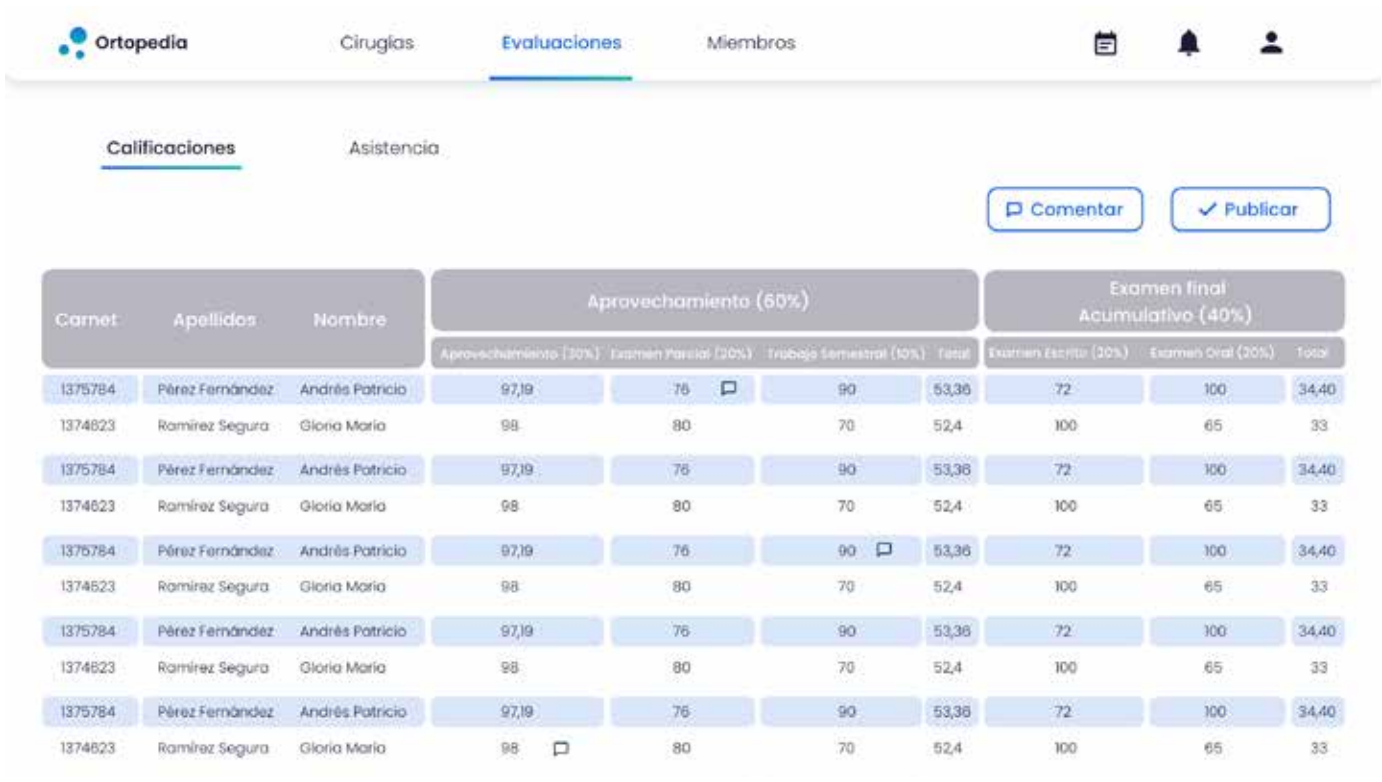 Ortopedia Cirugías Evaluaciones Miembros
Calificaciones Asistencia
Comentar Publicar
Carnet Apellidos Nombre Aprovechamiento (60%) Examen final
Acumulativo (40%)
Aprovechamiento (30%) Examen Parcial (20%) Trabajo Semestral (10%) Total Examen Escrito (20%) Examen Oral (20%) Total
1375784 Pérez Fernández Andrés Patricio 97,19 76 90 53,36 72 100 34,40
1374623 Ramírez Segura Gloria María 98 80 70 52,4 100 65 33
1375784 Pérez Fernández Andrés Patricio 97,19 76 90 53,36 72 100 34,40
1374623 Ramírez Segura Gloria María 98 80 70 52,4 100 65 33
1375784 Pérez Fernández Andrés Patricio 97,19 76 90 53,36 72 100 34,40
1374623 Ramírez Segura Gloria María 98 80 70 52,4 100 65 33
1375784 Pérez Fernández Andrés Patricio 97,19 76 90 53,36 72 100 34,40
1374623 Ramírez Segura Gloria María 98 80 70 52,4 100 65 33
1375784 Pérez Fernández Andrés Patricio 97,19 76 90 53,36 72 100 34,40
1374623 Ramírez Segura Gloria María 98 80 70 52,4 100 65 33